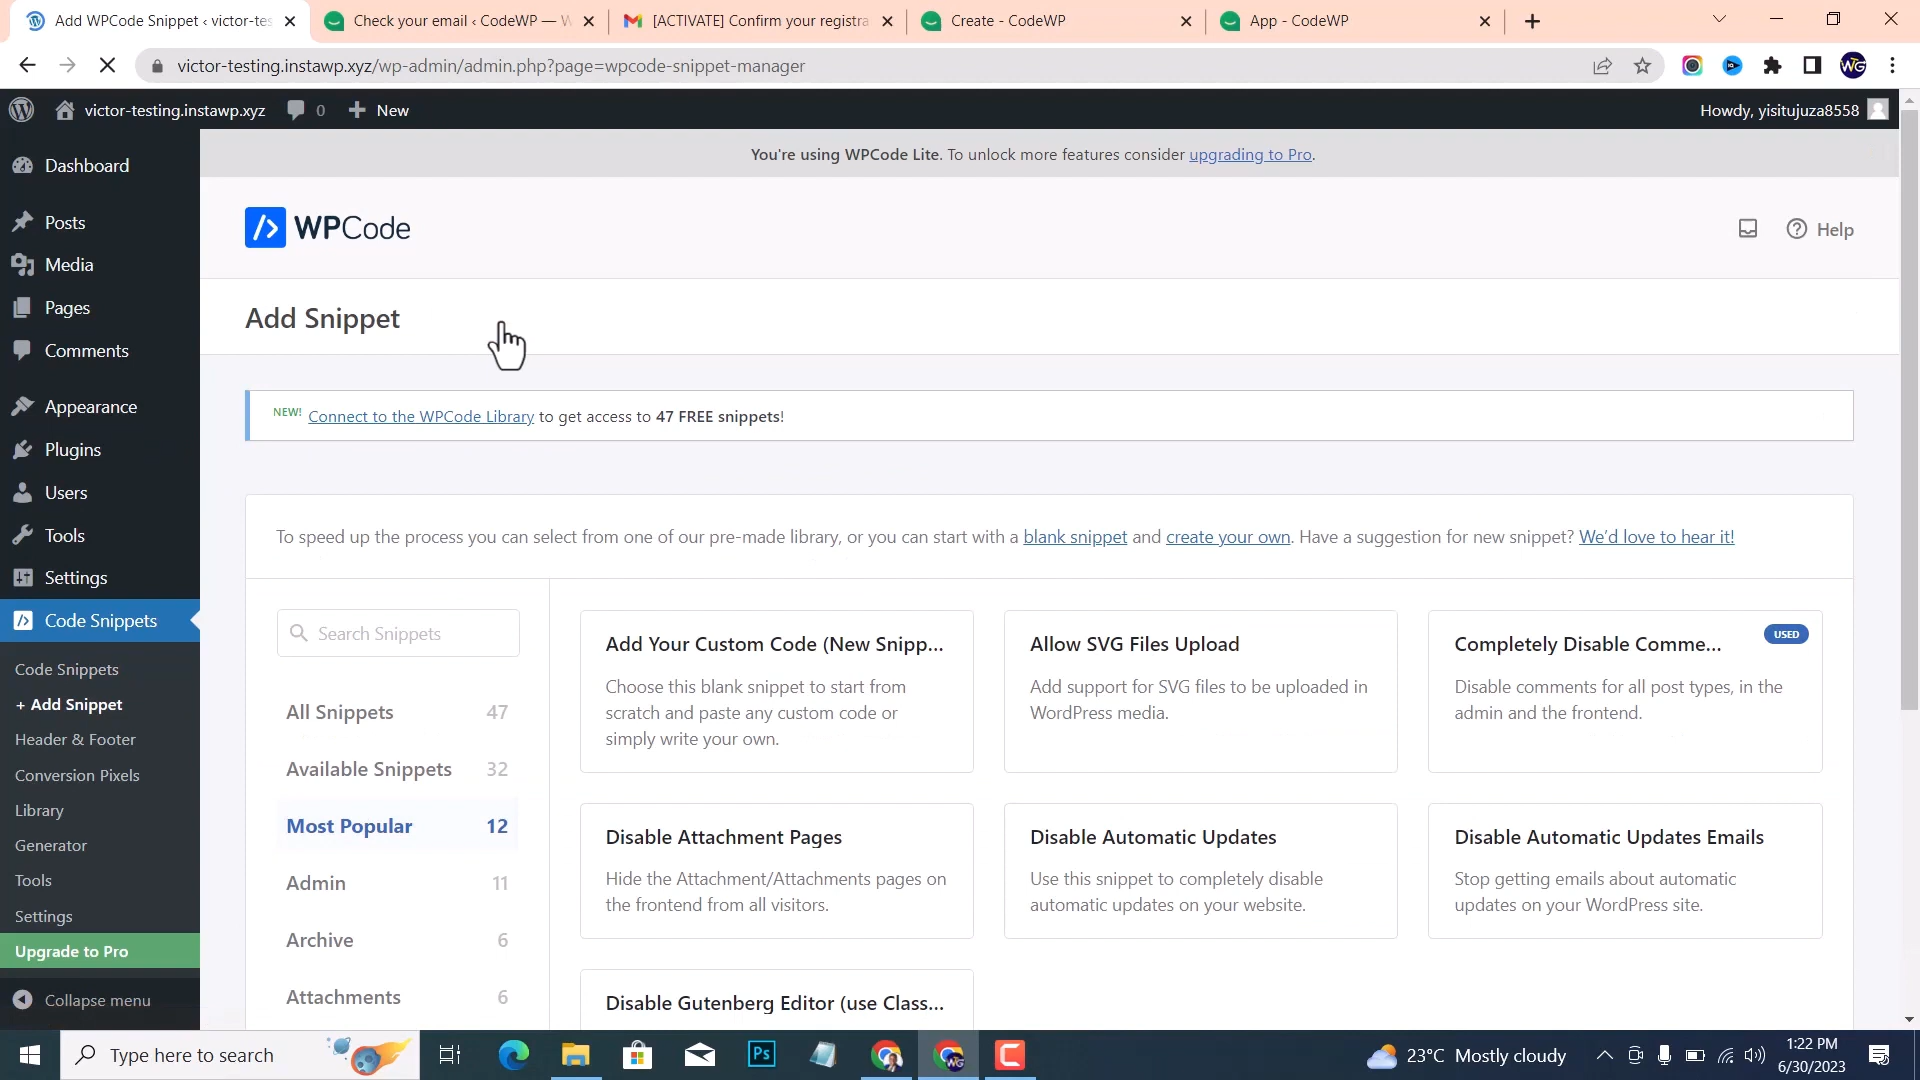 Add WPCode Snippet ‹ victor-tes
Check your email ‹ CodeWP — W
[ACTIVATE] Confirm your registra
Create - CodeWP
App - CodeWP
victor-testing.instawp.xyz/wp-admin/admin.php?page=wpcode-snippet-manager
victor-testing.instawp.xyz
0
New
Howdy, yisitujuza8558
Dashboard
Posts
Media
Pages
Comments
Appearance
Plugins
Users
Tools
Settings
Code Snippets
Code Snippets
+ Add Snippet
Header & Footer
Conversion Pixels
Library
Generator
Tools
Settings
Upgrade to Pro
Collapse menu
You're using WPCode Lite. To unlock more features consider upgrading to Pro.
WPCode
Help
Add Snippet
NEW! Connect to the WPCode Library to get access to 47 FREE snippets!
To speed up the process you can select from one of our pre-made library, or you can start with a blank snippet and create your own. Have a suggestion for new snippet? We'd love to hear it!
Search Snippets
All Snippets 47
Available Snippets 32
Most Popular 12
Admin 11
Archive 6
Attachments 6
Add Your Custom Code (New Snipp...
Choose this blank snippet to start from
scratch and paste any custom code or
simply write your own.
Allow SVG Files Upload
Add support for SVG files to be uploaded in
WordPress media.
Completely Disable Comme...
USED
Disable comments for all post types, in the
admin and the frontend.
Disable Attachment Pages
Hide the Attachment/Attachments pages on
the frontend from all visitors.
Disable Automatic Updates
Use this snippet to completely disable
automatic updates on your website.
Disable Automatic Updates Emails
Stop getting emails about automatic
updates on your WordPress site.
Disable Gutenberg Editor (use Class...
Type here to search
Ps
23°C Mostly cloudy
1:22 PM
6/30/2023